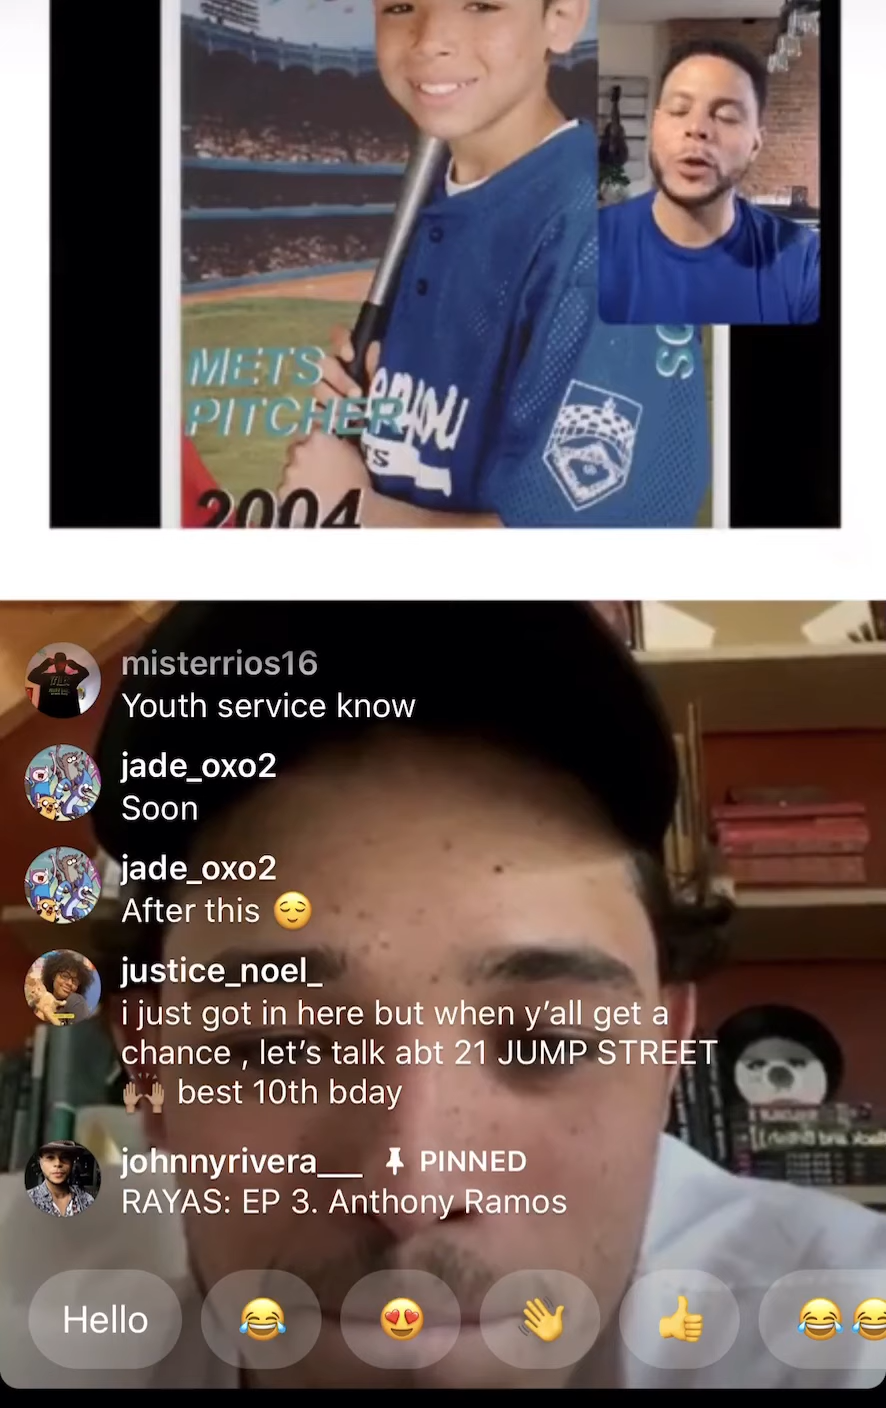 METS
PITCHER
2004
misterrios16
Youth service know
jade_oxo2
Soon
jade_oxo2
After this 😌
justice_noel_
i just got in here but when y’all get a
chance , let’s talk abt 21 JUMP STREET
🙌🏽 best 10th bday
johnnyrivera___ 📌 PINNED
RAYAS: EP 3. Anthony Ramos
Hello 😂 😍 👋 👍 😂 😂